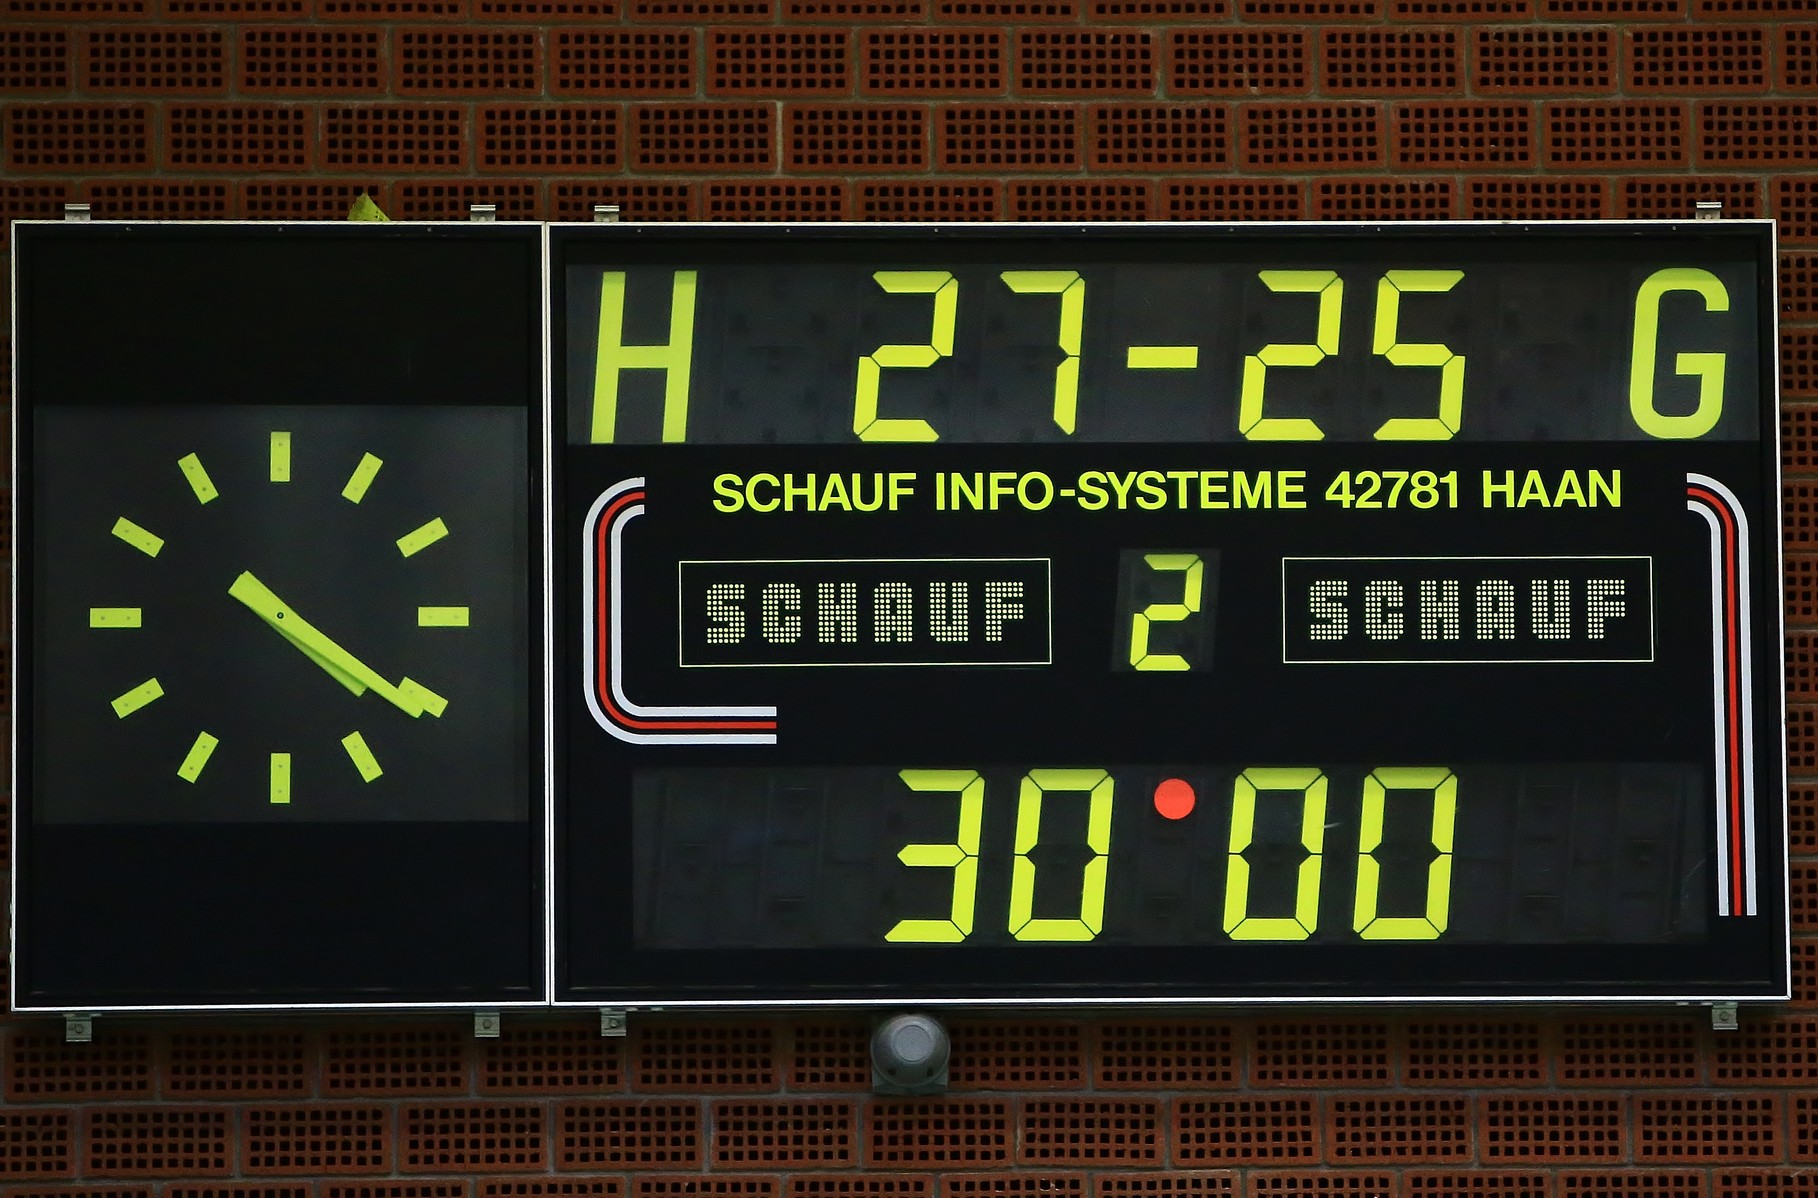 H 27-25 G
SCHAUF INFO-SYSTEME 42781 HAAN
SCHAUF 2 SCHAUF
30:00